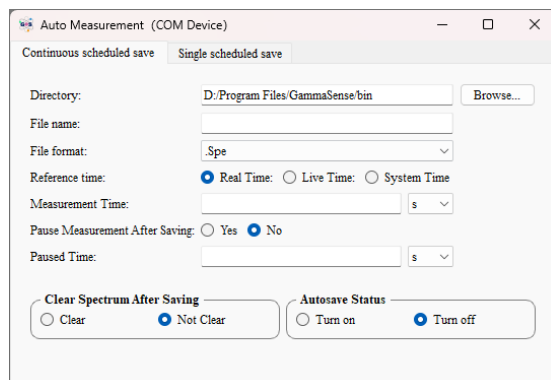 Auto Measurement (COM Device)
Continuous scheduled save Single scheduled save
Directory: D:/Program Files/GammaSense/bin Browse...
File name:
File format: .Spe
Reference time: Real Time: Live Time: System Time
Measurement Time: s
Pause Measurement After Saving: Yes No
Paused Time: s
Clear Spectrum After Saving Autosave Status
Clear Not Clear Turn on Turn off